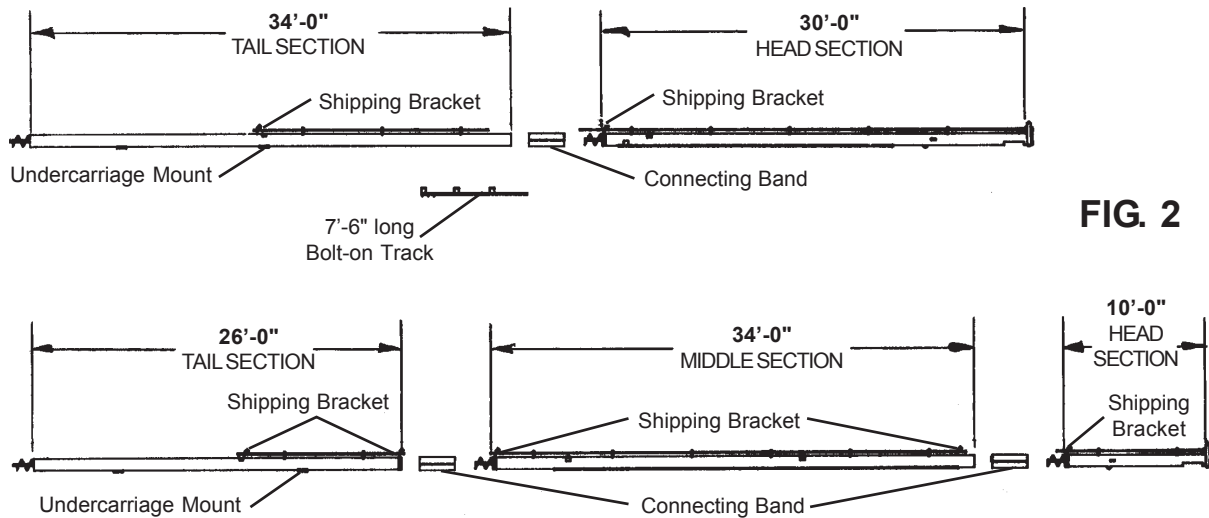 34'-0"
TAIL SECTION
30'-0"
HEAD SECTION
Shipping Bracket
Shipping Bracket
Undercarriage Mount
Connecting Band
7'-6" long
Bolt-on Track
FIG. 2
26'-0"
TAIL SECTION
34'-0"
MIDDLE SECTION
10'-0"
HEAD
SECTION
Shipping Bracket
Shipping Bracket
Shipping
Bracket
Undercarriage Mount
Connecting Band